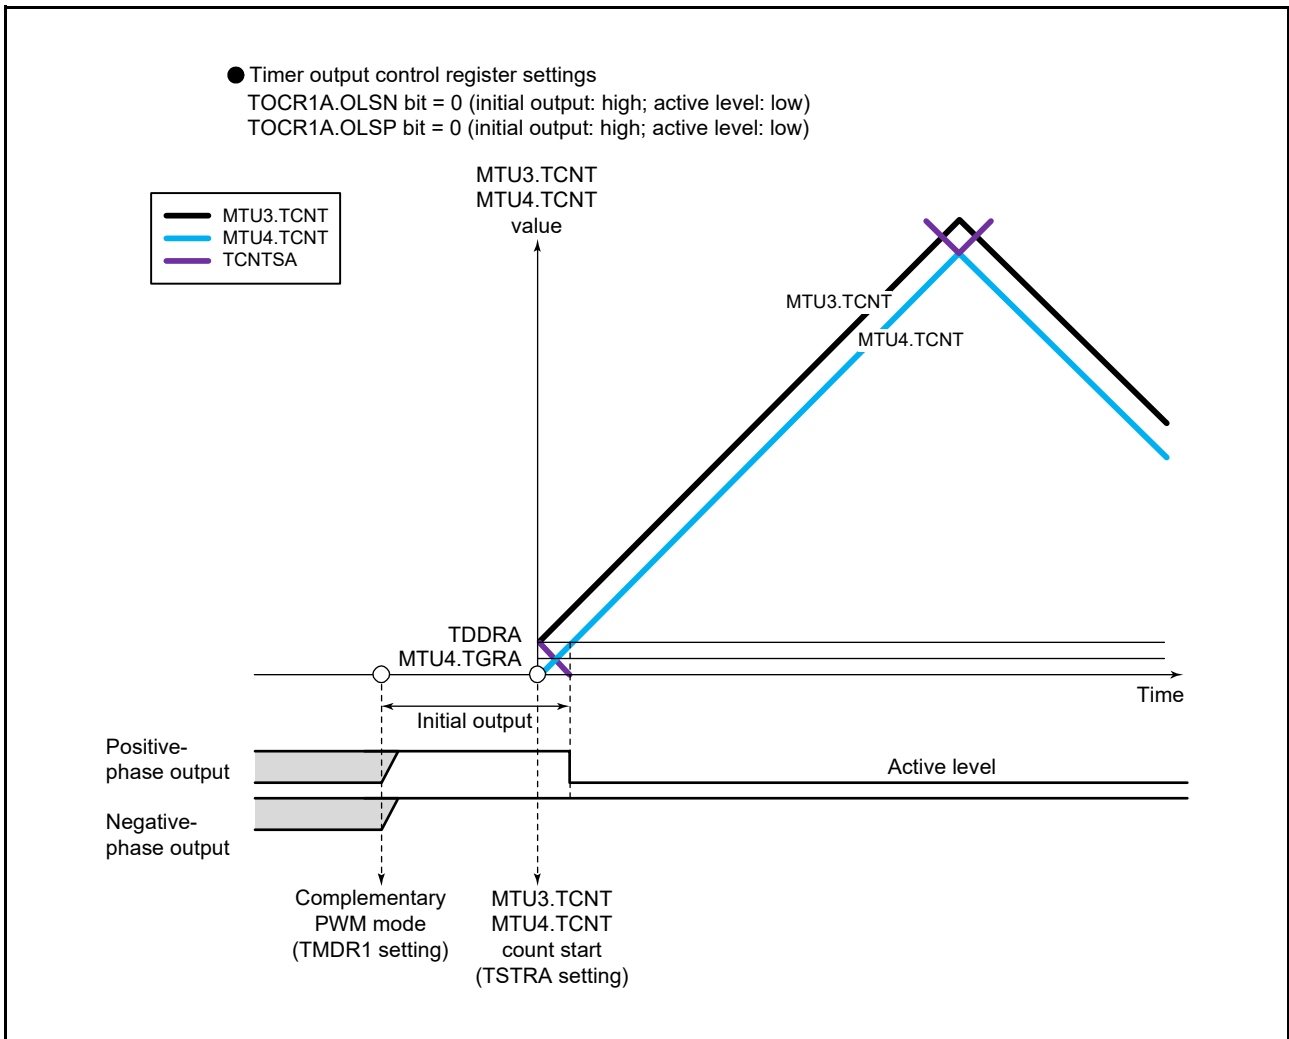 ● Timer output control register settings
TOCR1A.OLSN bit = 0 (initial output: high; active level: low)
TOCR1A.OLSP bit = 0 (initial output: high; active level: low)
MTU3.TCNT
MTU4.TCNT
value
MTU3.TCNT
MTU4.TCNT
TCNTSA
MTU3.TCNT
MTU4.TCNT
TDDRA
MTU4.TGRA
Time
Initial output
Positive-
phase output
Active level
Negative-
phase output
Complementary
PWM mode
(TMDR1 setting)
MTU3.TCNT
MTU4.TCNT
count start
(TSTRA setting)